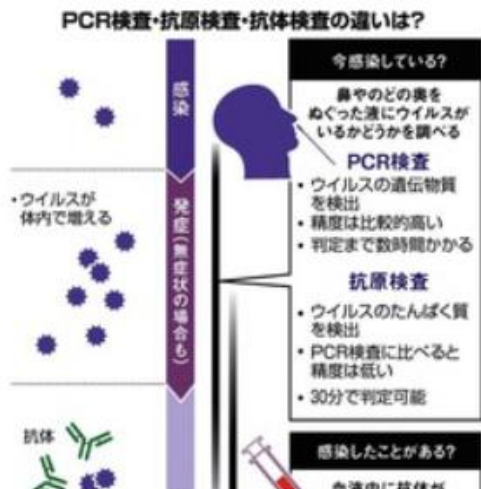 PCR検査・抗原検査・抗体検査の違いは?
感染
今感染している?
鼻やのどの奥を
ぬぐった液にウイルスが
いるかどうかを調べる
PCR検査
・ウイルスの遺伝物質
を検出
・精度は比較的高い
・判定まで数時間かかる
・ウイルスが
体内で増える
発症(無症状の場合も)
抗原検査
・ウイルスのたんぱく質
を検出
・PCR検査に比べると
精度は低い
・30分で判定可能
抗体
感染したことがある?
血液中に抗体が